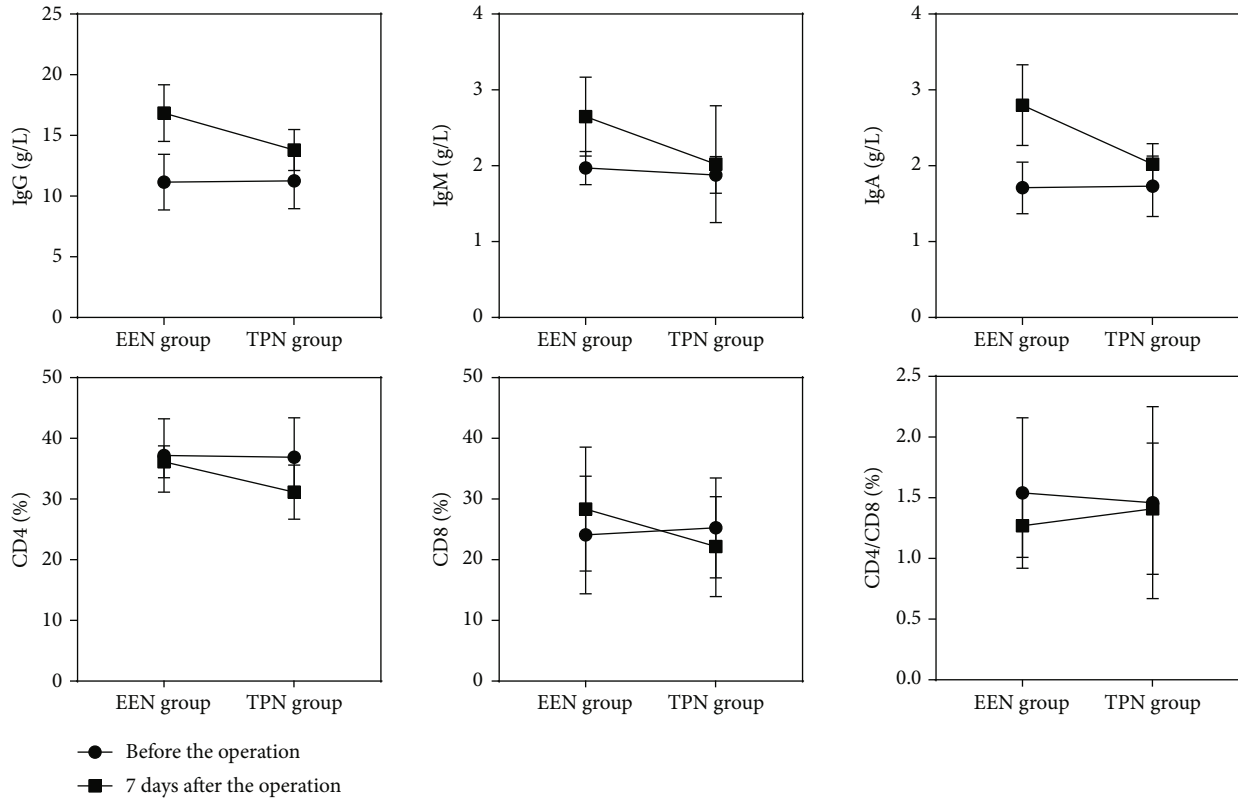 IgG (g/L)
25
20
15
10
5
0
EEN group
TPN group
IgM (g/L)
4
3
2
1
0
EEN group
TPN group
IgA (g/L)
4
3
2
1
0
EEN group
TPN group
CD4 (%)
50
40
30
20
10
0
EEN group
TPN group
CD8 (%)
50
40
30
20
10
0
EEN group
TPN group
CD4/CD8 (%)
2.5
2.0
1.5
1.0
0.5
0.0
EEN group
TPN group
Before the operation
7 days after the operation